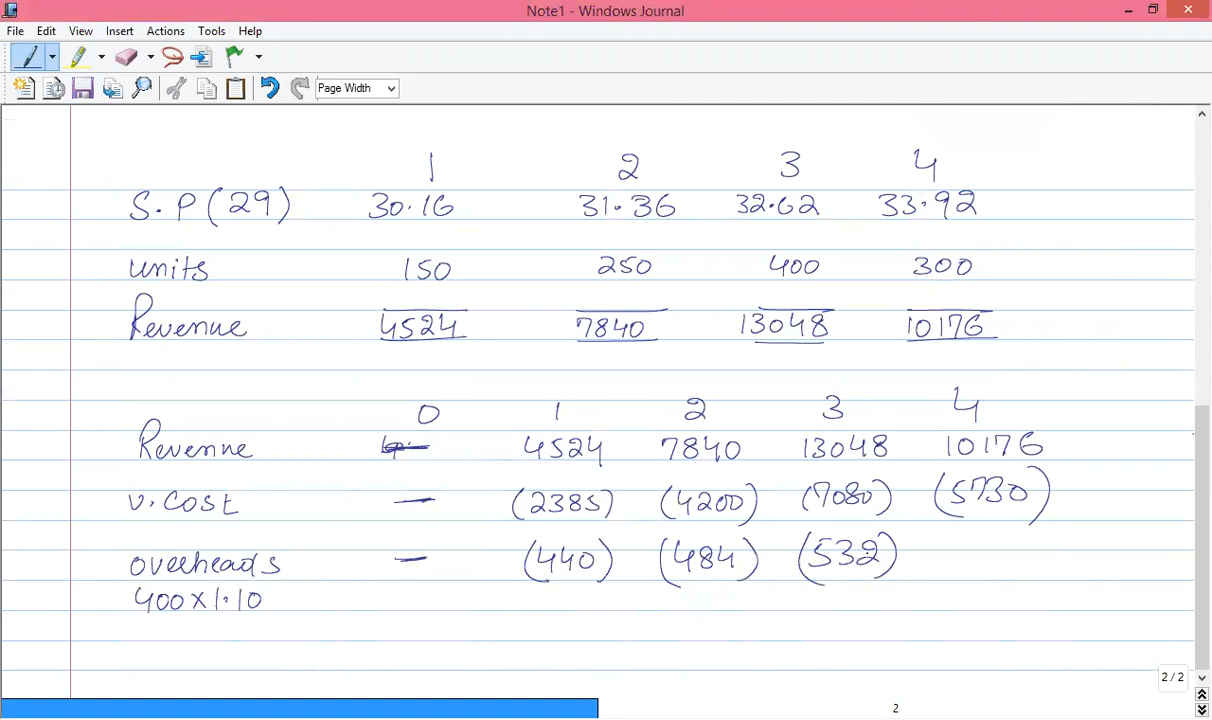 Note1 - Windows Journal
File Edit View Insert Actions Tools Help
Page Width
1 2 3 4
S.P (29) 30.16 31.36 32.62 33.92
units 150 250 400 300
Revenue 4524 7840 13048 10176
0 1 2 3 4
Revenue 4524 7840 13048 10176
v. cost — (2385) (4200) (7080) (5730)
overheads — (440) (484) (532)
400 x 1.10
2 / 2
2